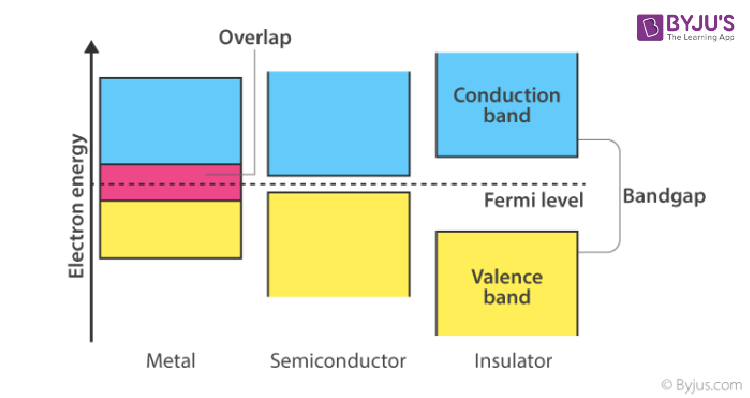 BYJU'S
The Learning App
Overlap
Electron energy
Conduction
band
Fermi level
Bandgap
Valence
band
Metal
Semiconductor
Insulator
© Byjus.com